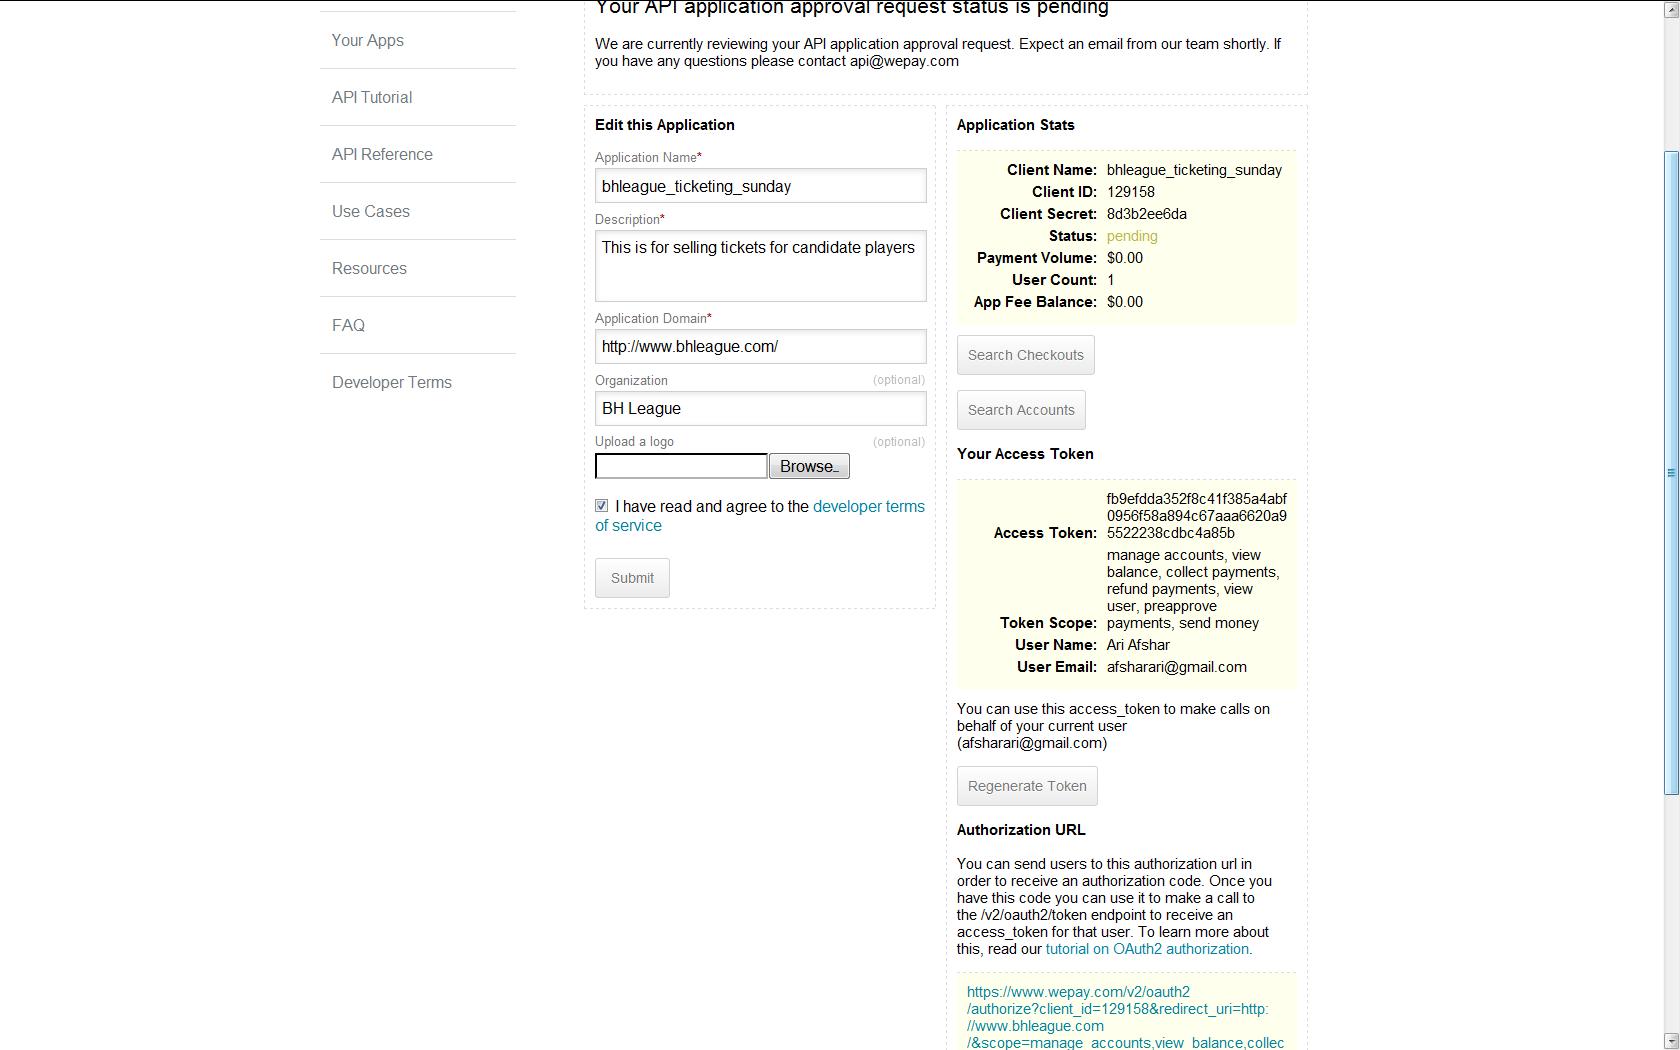 Your API application approval request status is pending
We are currently reviewing your API application approval request. Expect an email from our team shortly. If
you have any questions please contact api@wepay.com
Your Apps
API Tutorial
API Reference
Use Cases
Resources
FAQ
Developer Terms
Edit this Application
Application Name*
bhleague_ticketing_sunday
Description*
This is for selling tickets for candidate players
Application Domain*
http://www.bhleague.com/
Organization (optional)
BH League
Upload a logo (optional)
Browse...
I have read and agree to the developer terms
of service
Submit
Application Stats
Client Name: bhleague_ticketing_sunday
Client ID: 129158
Client Secret: 8d3b2ee6da
Status: pending
Payment Volume: $0.00
User Count: 1
App Fee Balance: $0.00
Search Checkouts
Search Accounts
Your Access Token
fb9efdda352f8c41f385a4abf
0956f58a894c67aaa6620a9
Access Token: 5522238cdbc4a85b
manage accounts, view
balance, collect payments,
refund payments, view
user, preapprove
Token Scope: payments, send money
User Name: Ari Afshar
User Email: afsharari@gmail.com
You can use this access_token to make calls on
behalf of your current user
(afsharari@gmail.com)
Regenerate Token
Authorization URL
You can send users to this authorization url in
order to receive an authorization code. Once you
have this code you can use it to make a call to
the /v2/oauth2/token endpoint to receive an
access_token for that user. To learn more about
this, read our tutorial on OAuth2 authorization.
https://www.wepay.com/v2/oauth2
/authorize?client_id=129158&redirect_uri=http:
//www.bhleague.com
/&scope=manage_accounts,view_balance,collec